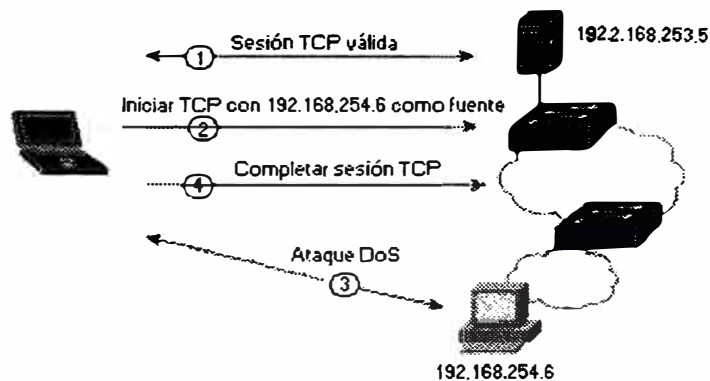 Sesión TCP válida
192.2.168.253.5
1
Iniciar TCP con 192.168.254.6 como fuente
2
Completar sesión TCP
4
Ataque DoS
3
192.168.254.6